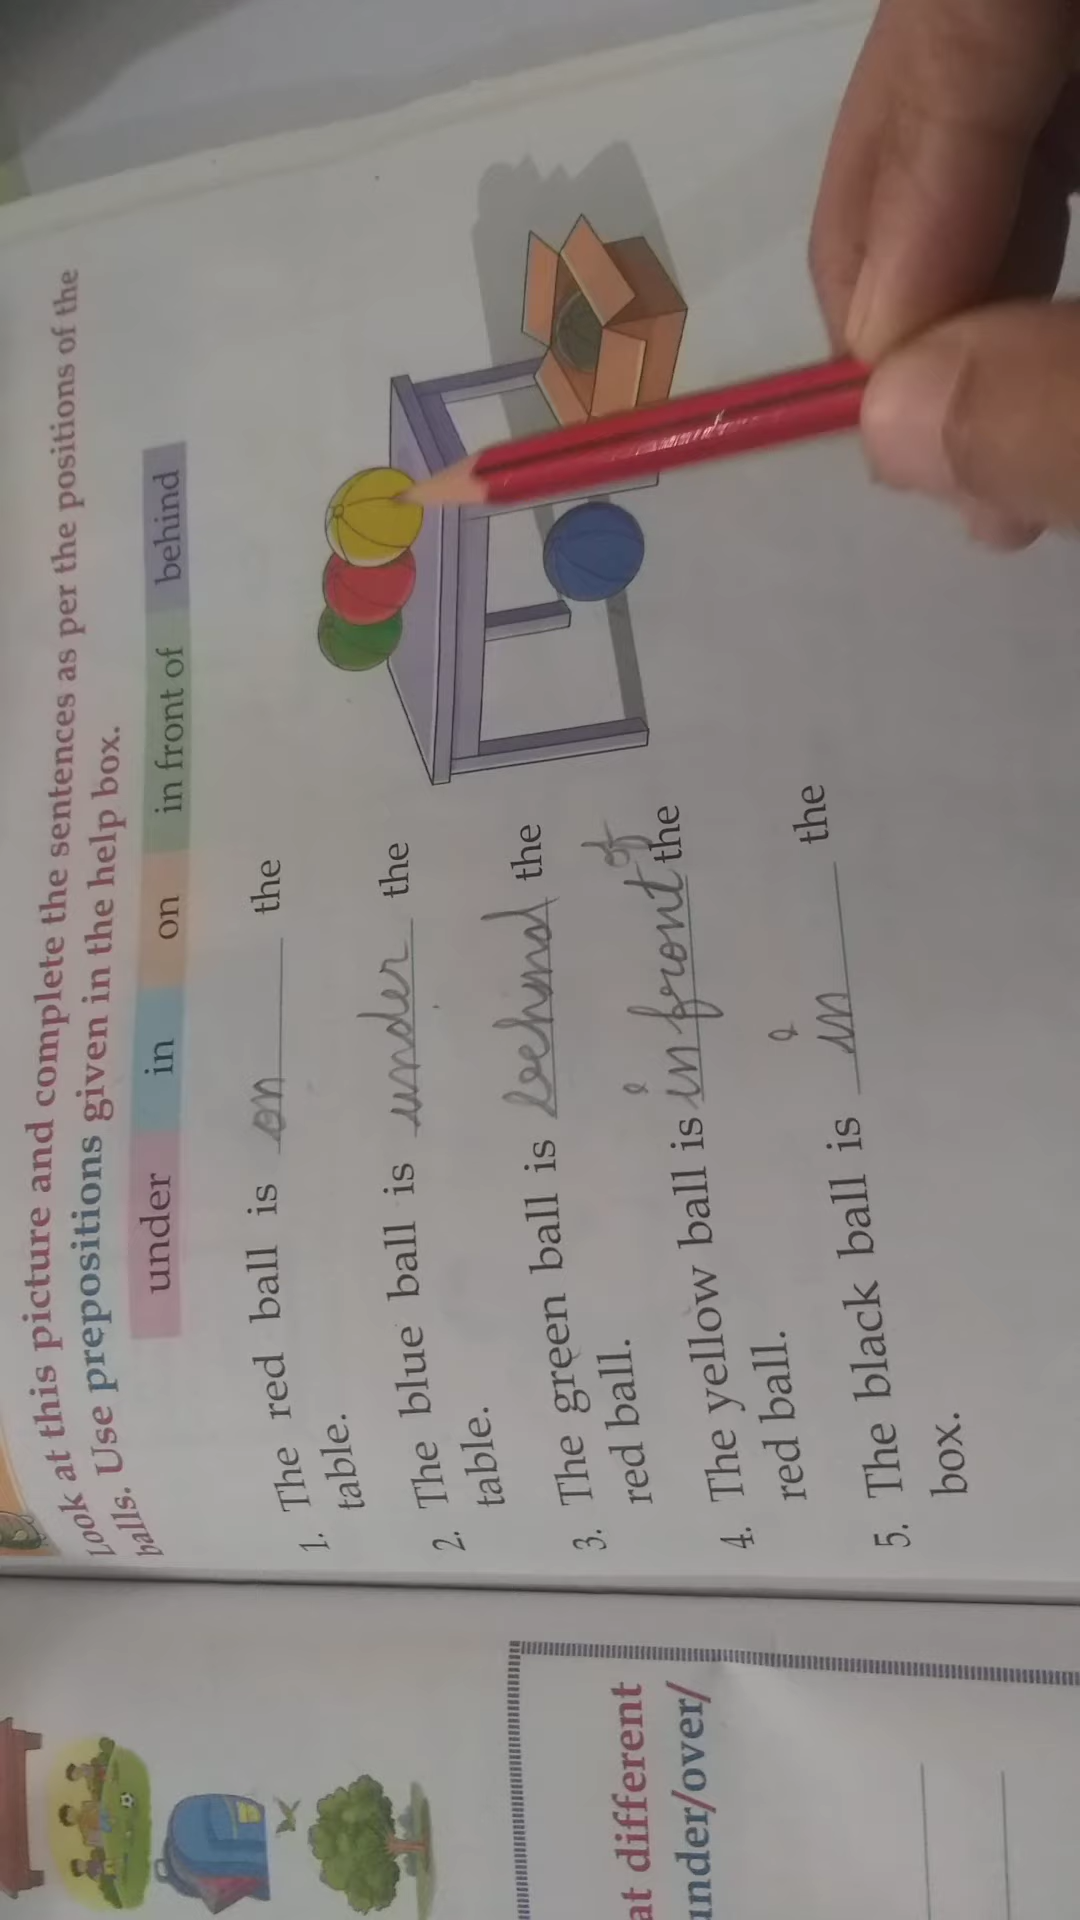 Look at this picture and complete the sentences as per the positions of the
balls. Use prepositions given in the help box.
under in on in front of behind
1. The red ball is on the
table.
2. The blue ball is under the
table.
3. The green ball is behind the
red ball.
4. The yellow ball is in front of the
red ball.
5. The black ball is in the
box.
at different
under/over/